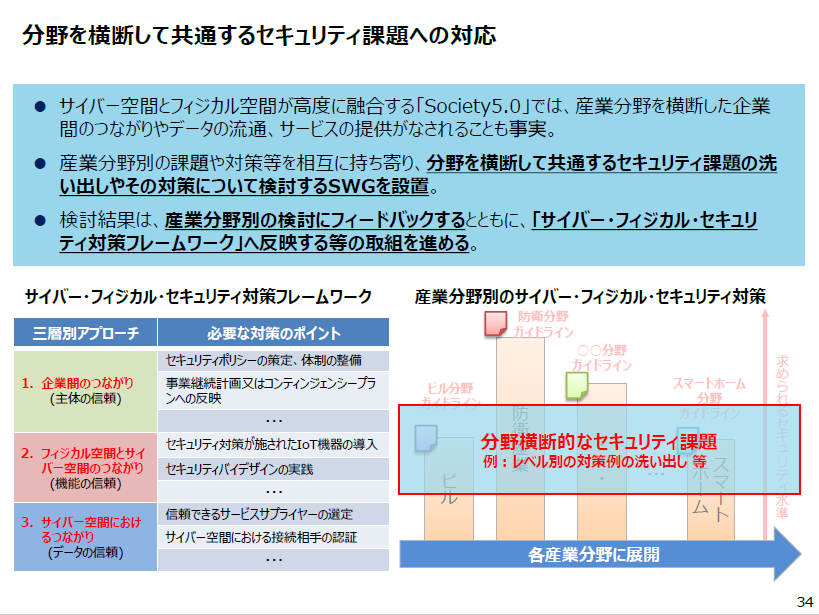 分野を横断して共通するセキュリティ課題への対応
● サイバー空間とフィジカル空間が高度に融合する「Society5.0」では、産業分野を横断した企業
間のつながりやデータの流通、サービスの提供がなされることも事実。
● 産業分野別の課題や対策等を相互に持ち寄り、分野を横断して共通するセキュリティ課題の洗
い出しやその対策について検討するSWGを設置。
● 検討結果は、産業分野別の検討にフィードバックするとともに、「サイバー・フィジカル・セキュリ
ティ対策フレームワーク」へ反映する等の取組を進める。
サイバー・フィジカル・セキュリティ対策フレームワーク
三層別アプローチ 必要な対策のポイント
1. 企業間のつながり
(主体の信頼)
セキュリティポリシーの策定、体制の整備
事業継続計画又はコンティンジェンシープラ
ンへの反映
・・・
2. フィジカル空間とサイ
バー空間のつながり
(機能の信頼)
セキュリティ対策が施されたIoT機器の導入
セキュリティバイデザインの実践
・・・
3. サイバー空間におけ
るつながり
(データの信頼)
信頼できるサービスサプライヤーの選定
サイバー空間における接続相手の認証
・・・
産業分野別のサイバー・フィジカル・セキュリティ対策
防衛分野
ガイドライン
○○分野
ガイドライン
ビル分野
ガイドライン
スマートホーム
分野
ガイドライン
求められるセキュリティ水準
分野横断的なセキュリティ課題
例：レベル別の対策例の洗い出し 等
ビル
防衛産業
・
・・・
スマート
ホーム
各産業分野に展開
34